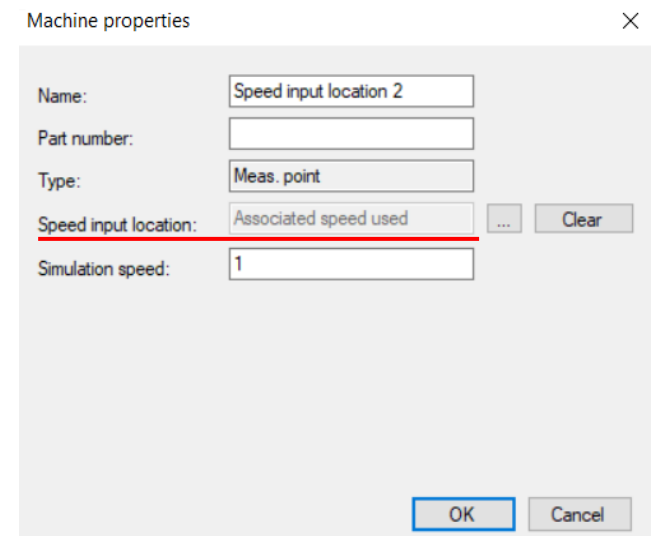 Machine properties
Name: Speed input location 2
Part number:
Type: Meas. point
Speed input location: Associated speed used ... Clear
Simulation speed: 1
OK Cancel